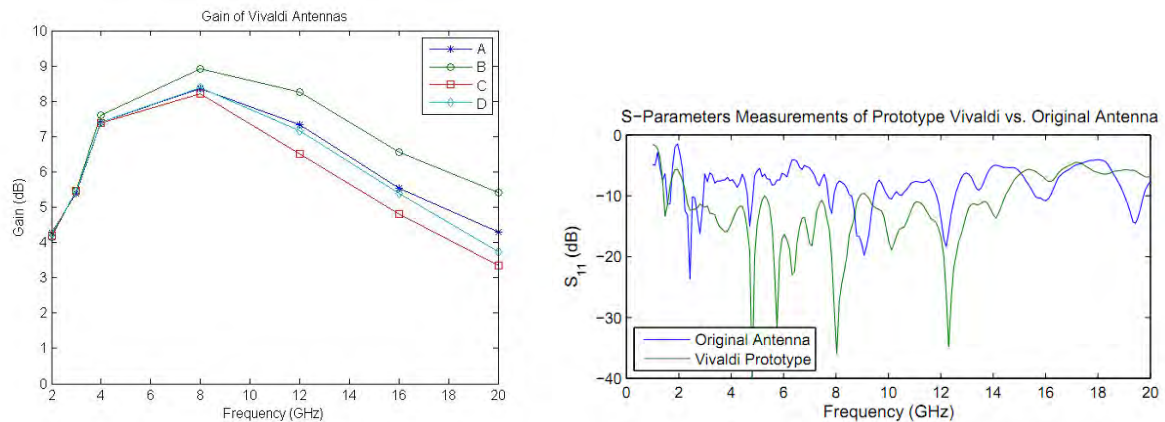 Gain of Vivaldi Antennas
10
9
8
7
6
5
4
3
2
1
0
Gain (dB)
A
B
C
D
2 4 6 8 10 12 14 16 18 20
Frequency (GHz)
S-Parameters Measurements of Prototype Vivaldi vs. Original Antenna
0
-10
-20
-30
-40
S11 (dB)
Original Antenna
Vivaldi Prototype
0 2 4 6 8 10 12 14 16 18 20
Frequency (GHz)